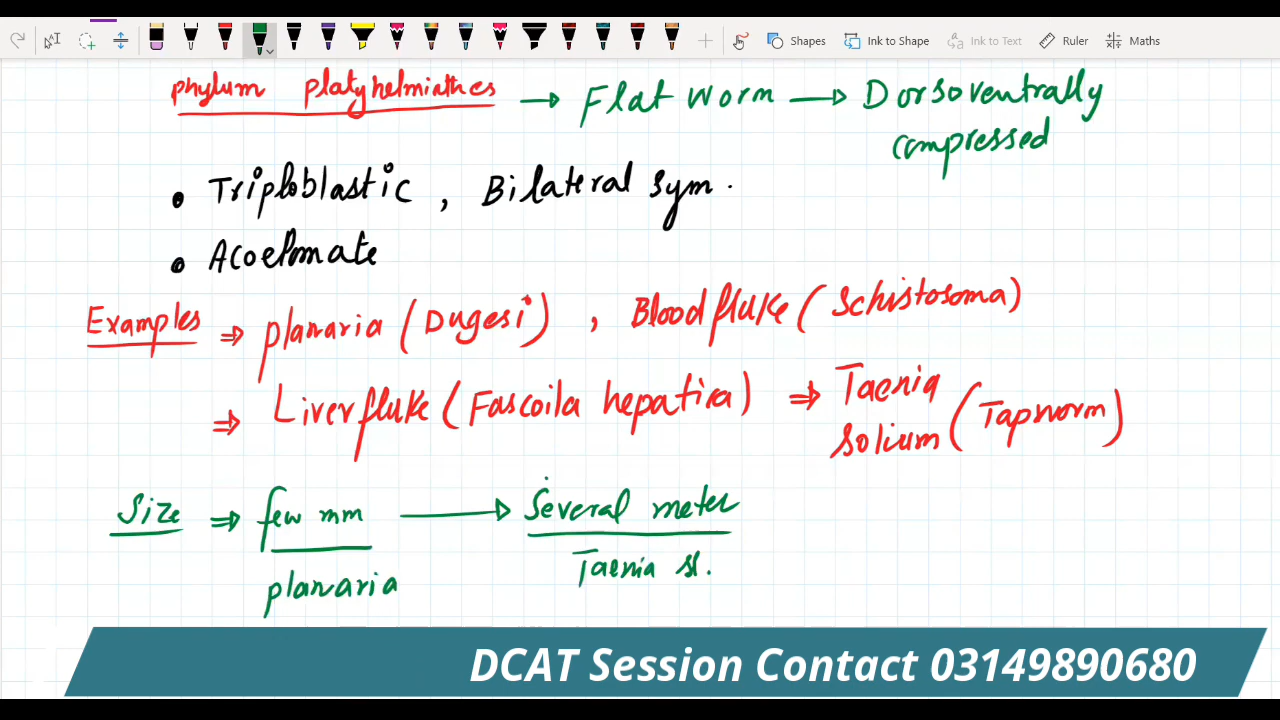 Shapes Ink to Shape Ink to Text Ruler Maths
phylum platyhelminthes → Flat worm → Dorsoventrally
compressed
• Triploblastic , Bilateral sym.
• Acoelomate
Examples ⇒ planaria (Dugesi) , Blood fluke (Schistosoma)
⇒ Liver fluke (Fascoila hepatica) ⇒ Taenia
solium (Tapworm)
Size ⇒ few mm → Several meter
planaria Taenia sl.
DCAT Session Contact 03149890680